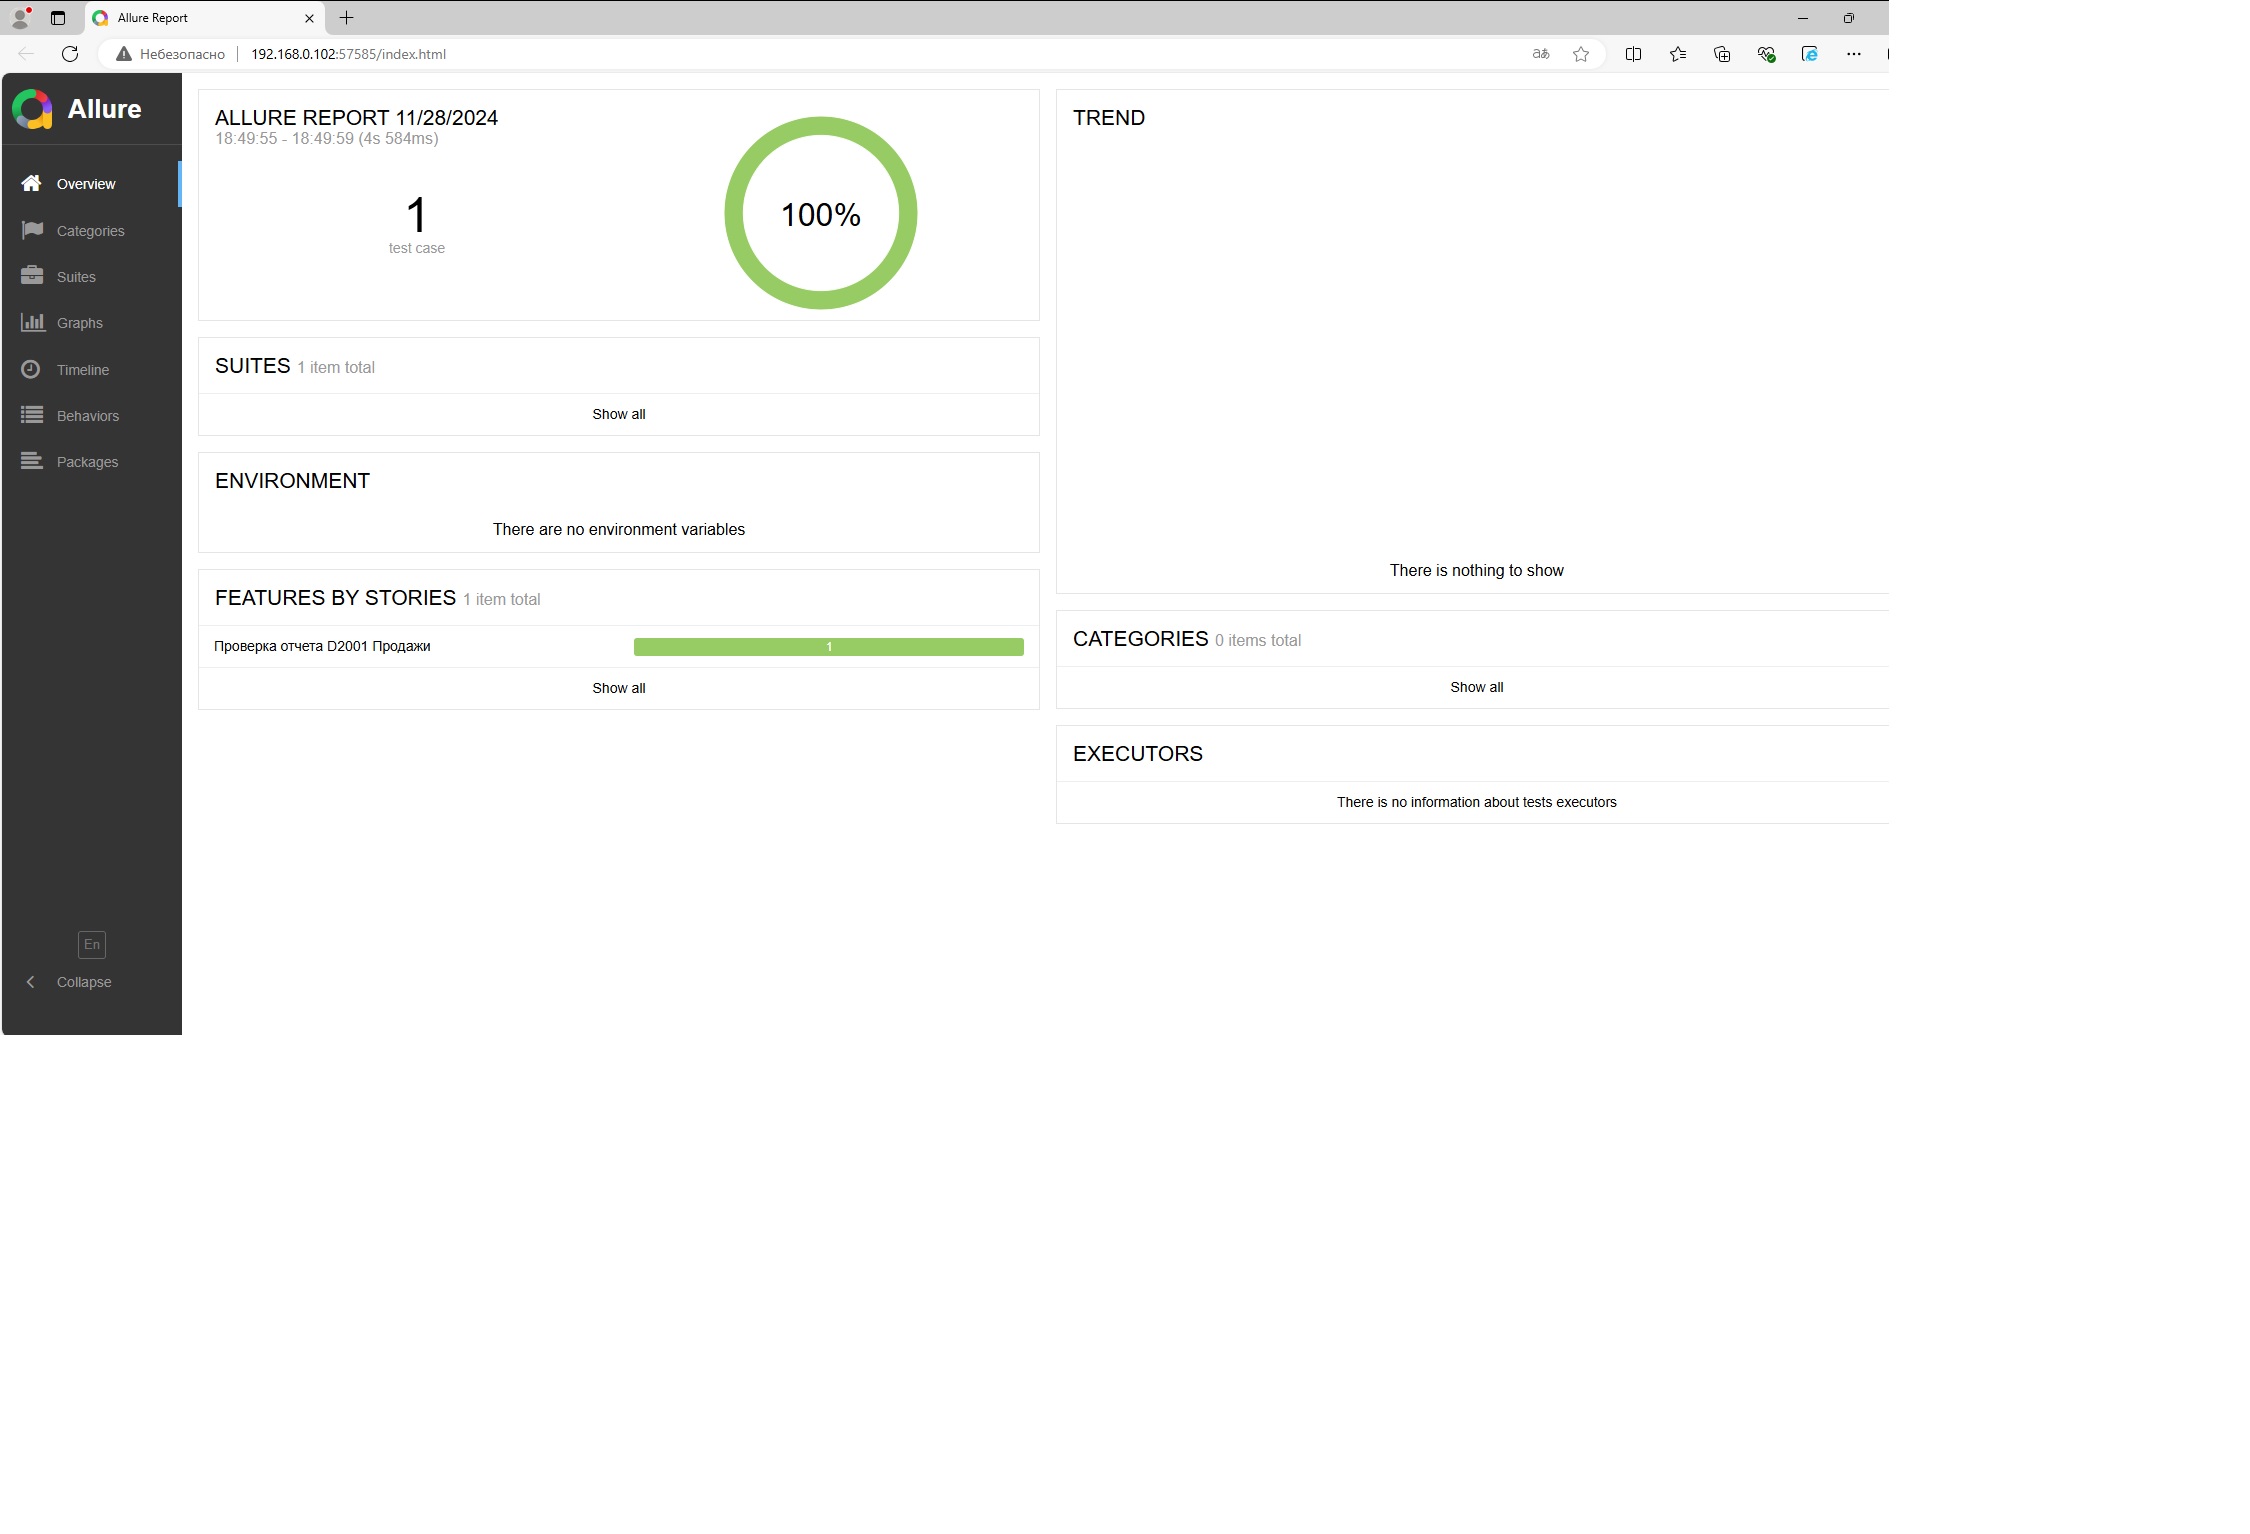 Allure Report
Небезопасно
192.168.0.102:57585/index.html
Allure
Overview
Categories
Suites
Graphs
Timeline
Behaviors
Packages
En
Collapse
ALLURE REPORT 11/28/2024
18:49:55 - 18:49:59 (4s 584ms)
1
test case
100%
SUITES 1 item total
Show all
ENVIRONMENT
There are no environment variables
FEATURES BY STORIES 1 item total
Проверка отчета D2001 Продажи 1
Show all
TREND
There is nothing to show
CATEGORIES 0 items total
Show all
EXECUTORS
There is no information about tests executors